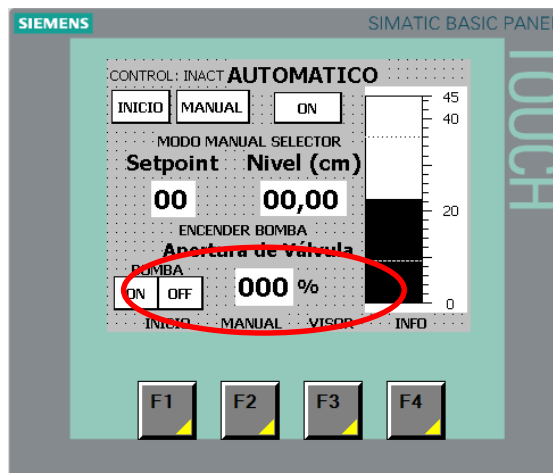 SIEMENS
SIMATIC BASIC PANEL
TOUCH
CONTROL: INACT AUTOMATICO
INICIO MANUAL ON
45
40
MODO MANUAL SELECTOR
Setpoint Nivel (cm)
00 00,00
20
ENCENDER BOMBA
Apertura de Válvula
BOMBA
ON OFF 000 %
0
INICIO MANUAL VISOR INFO
F1 F2 F3 F4